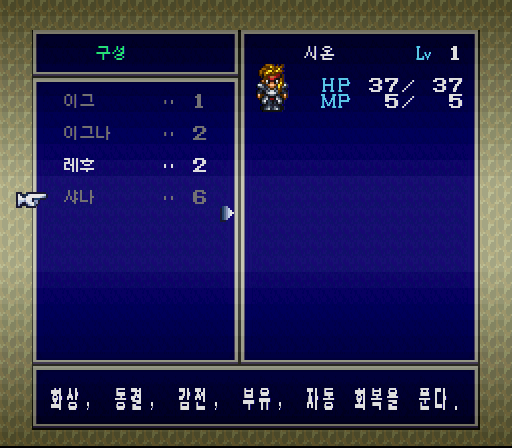 구성
이그 ‥ 1
이그나 ‥ 2
레후 ‥ 2
샤나 ‥ 6
시온 Lv 1
HP 37/ 37
MP 5/ 5
화상, 동결, 감전, 부유, 자동 회복을 푼다.